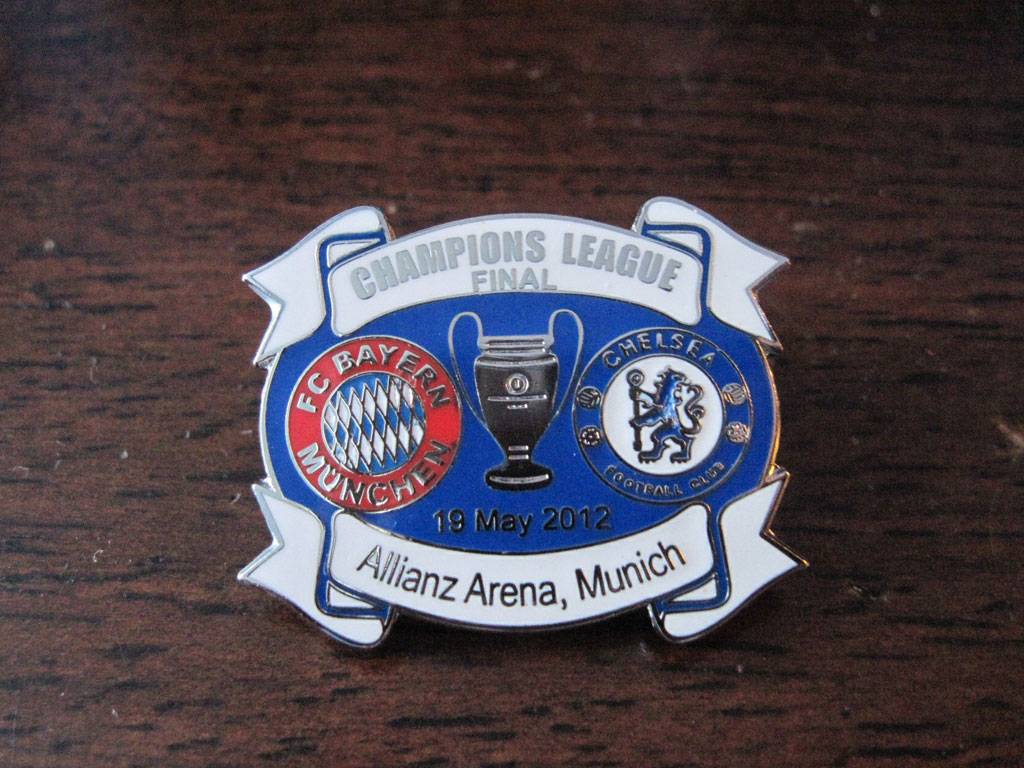 CHAMPIONS LEAGUE
FINAL
FC BAYERN
MÜNCHEN
CHELSEA
FOOTBALL CLUB
19 May 2012
Allianz Arena, Munich